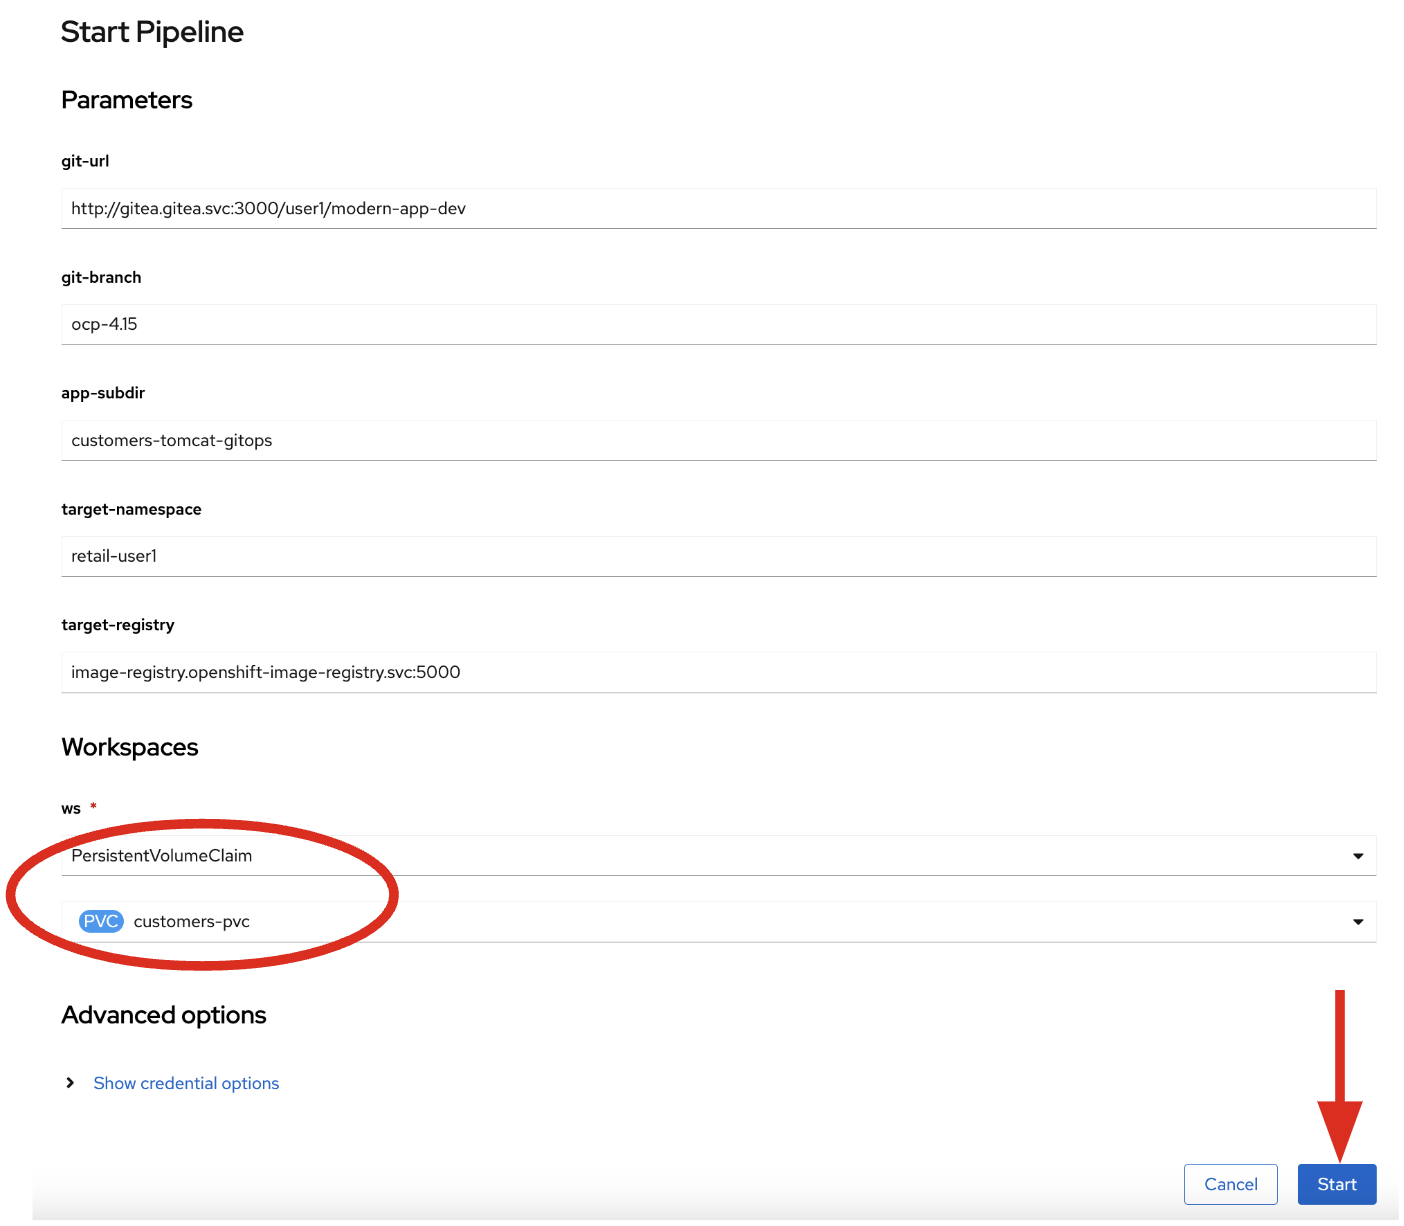 Start Pipeline
Parameters
git-url
http://gitea.gitea.svc:3000/user1/modern-app-dev
git-branch
ocp-4.15
app-subdir
customers-tomcat-gitops
target-namespace
retail-user1
target-registry
image-registry.openshift-image-registry.svc:5000
Workspaces
ws *
PersistentVolumeClaim
PVC customers-pvc
Advanced options
Show credential options
Cancel Start